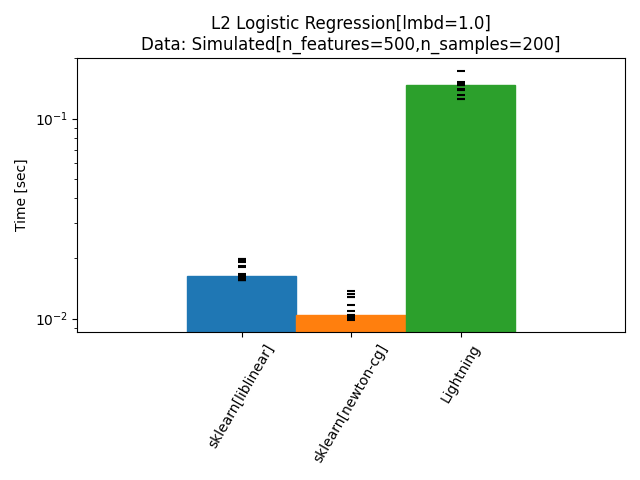 L2 Logistic Regression[lmbd=1.0]
Data: Simulated[n_features=500,n_samples=200]
Time [sec]
10⁻¹
10⁻²
sklearn[liblinear]
sklearn[newton-cg]
Lightning